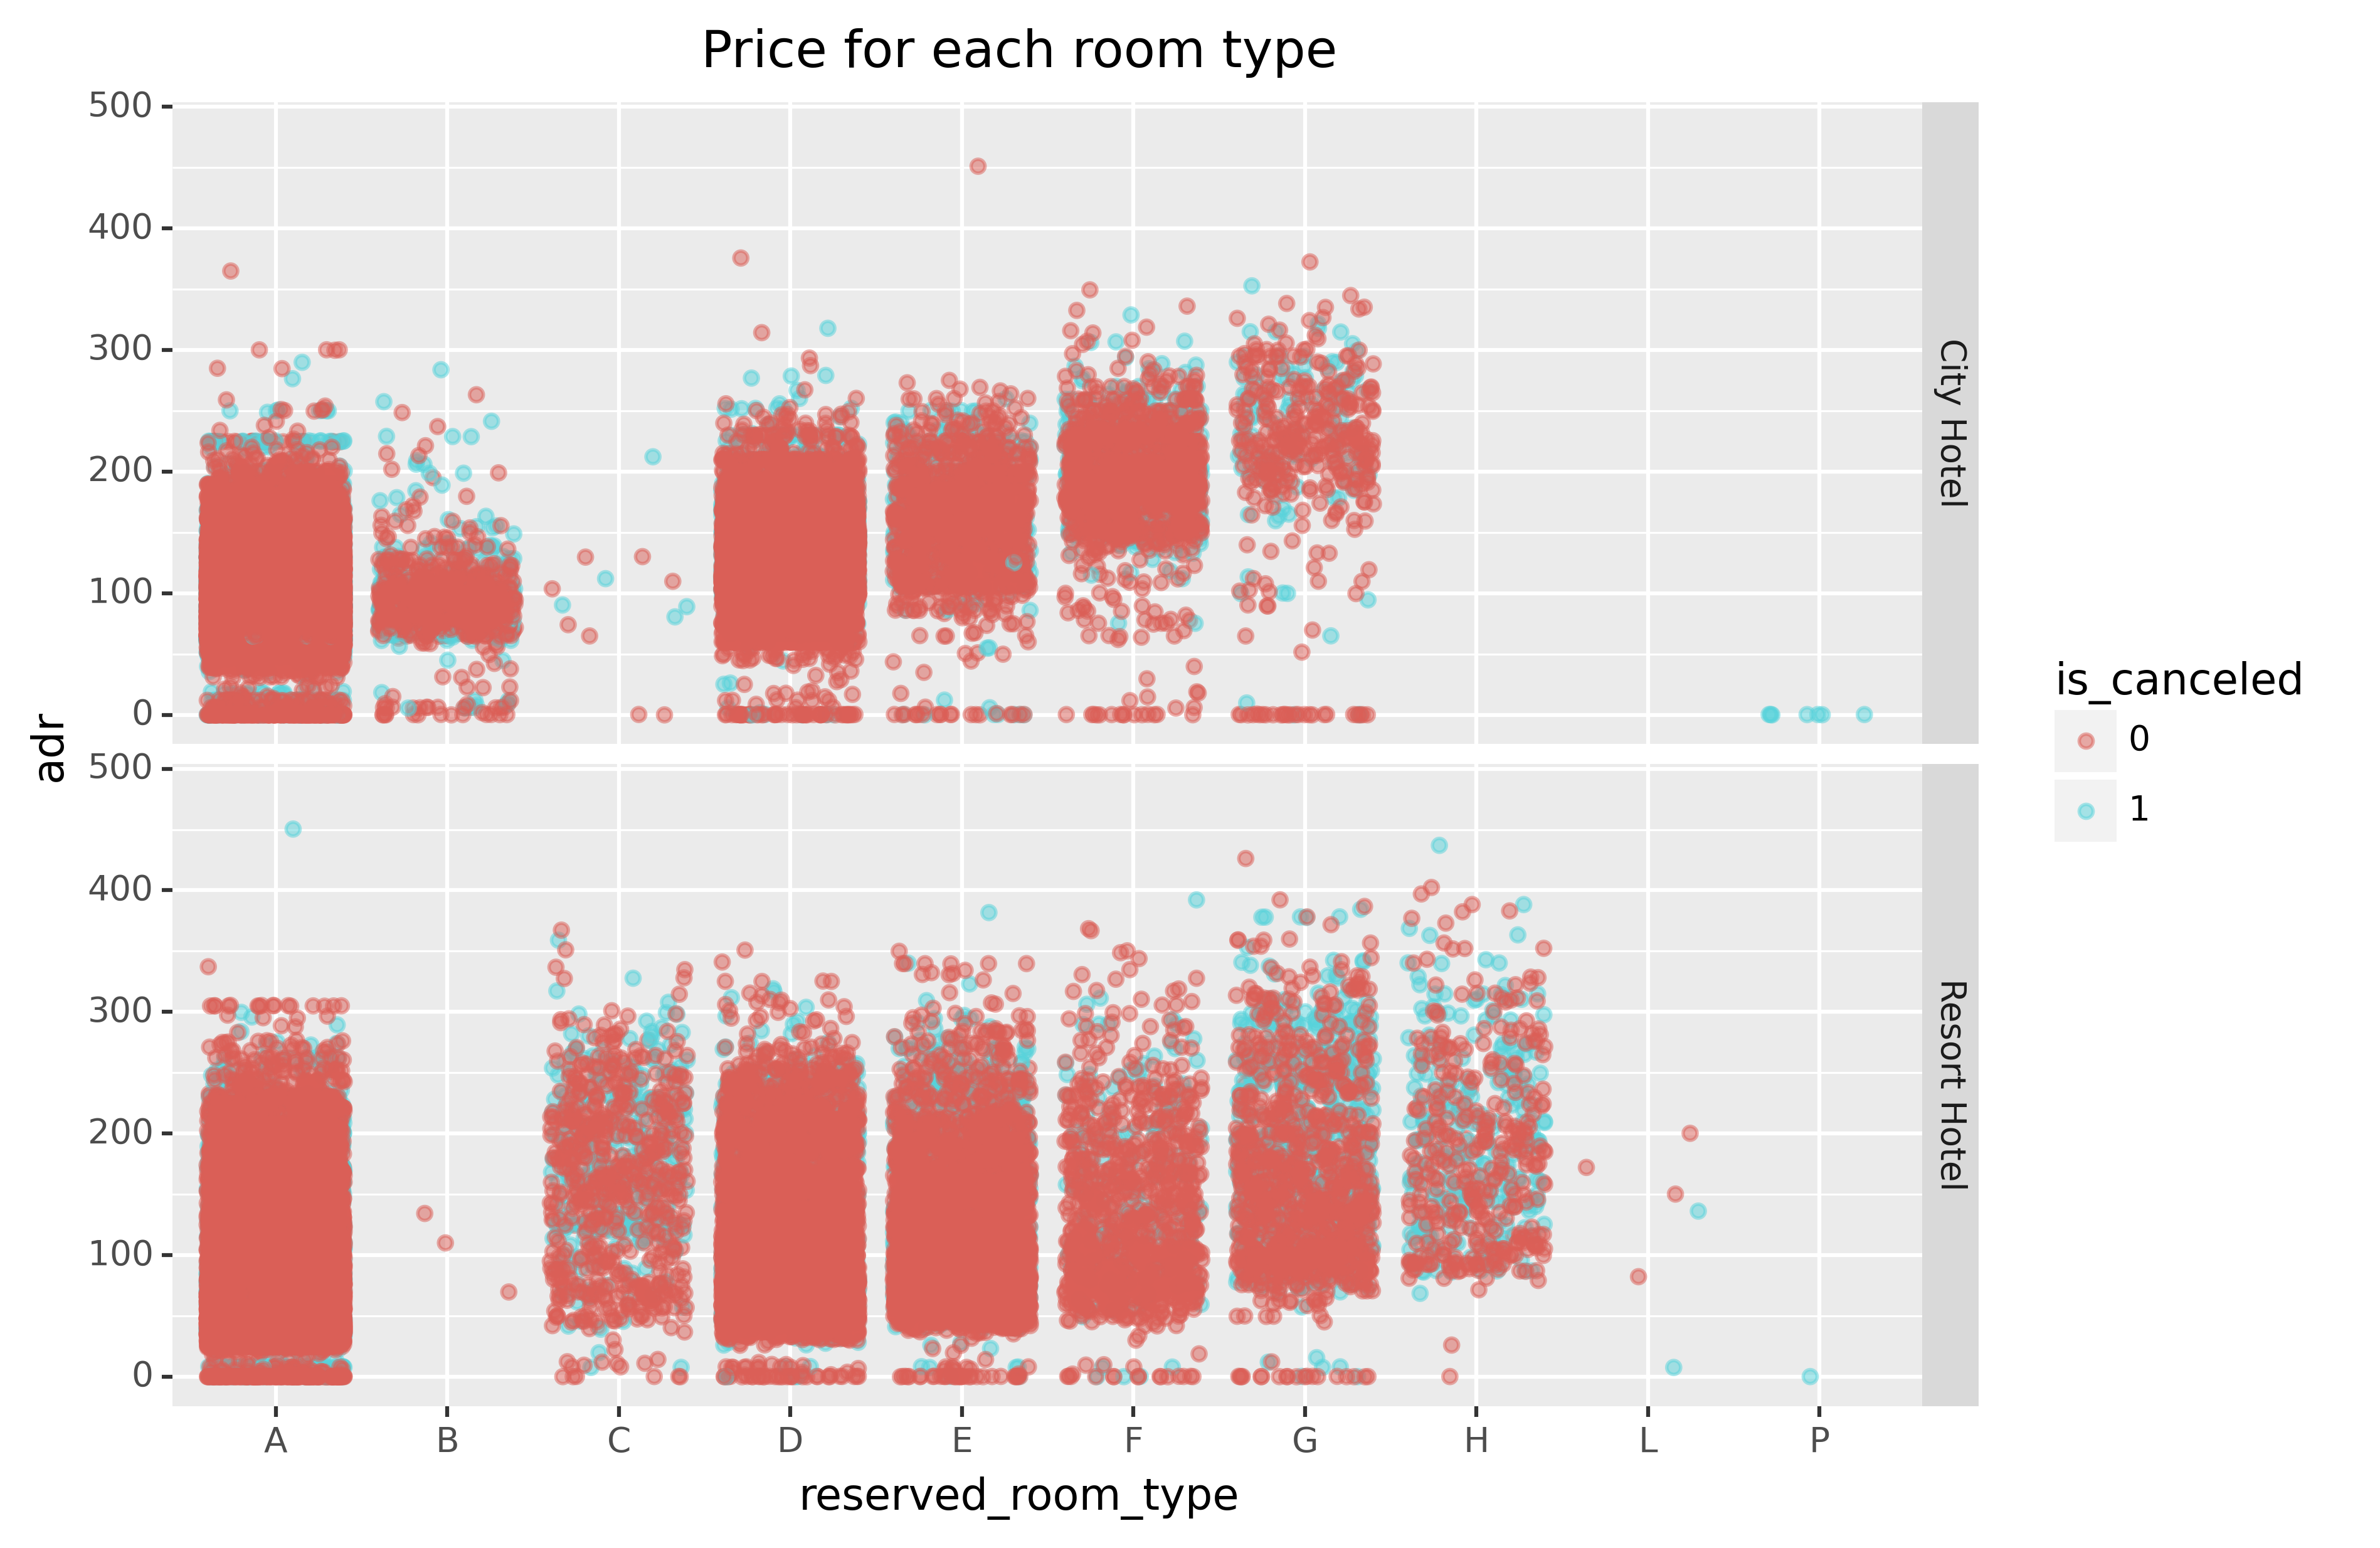 Price for each room type
500
400
300
200
100
0
City Hotel
500
400
300
200
100
0
Resort Hotel
adr
A B C D E F G H L P
reserved_room_type
is_canceled
0
1